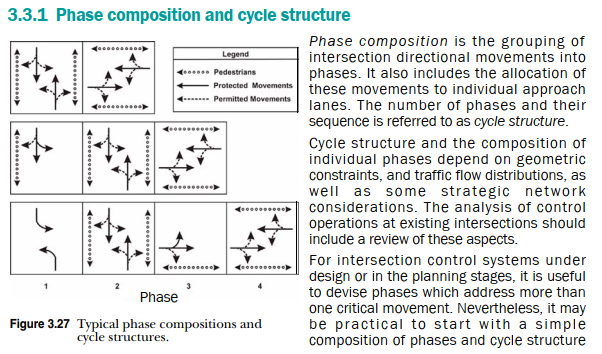 3.3.1 Phase composition and cycle structure
Legend
Pedestrians
Protected Movements
Permitted Movements
1 2 3 4
Phase
Figure 3.27 Typical phase compositions and
cycle structures.
Phase composition is the grouping of
intersection directional movements into
phases. It also includes the allocation of
these movements to individual approach
lanes. The number of phases and their
sequence is referred to as cycle structure.
Cycle structure and the composition of
individual phases depend on geometric
constraints, and traffic flow distributions, as
well as some strategic network
considerations. The analysis of control
operations at existing intersections should
include a review of these aspects.
For intersection control systems under
design or in the planning stages, it is useful
to devise phases which address more than
one critical movement. Nevertheless, it may
be practical to start with a simple
composition of phases and cycle structure